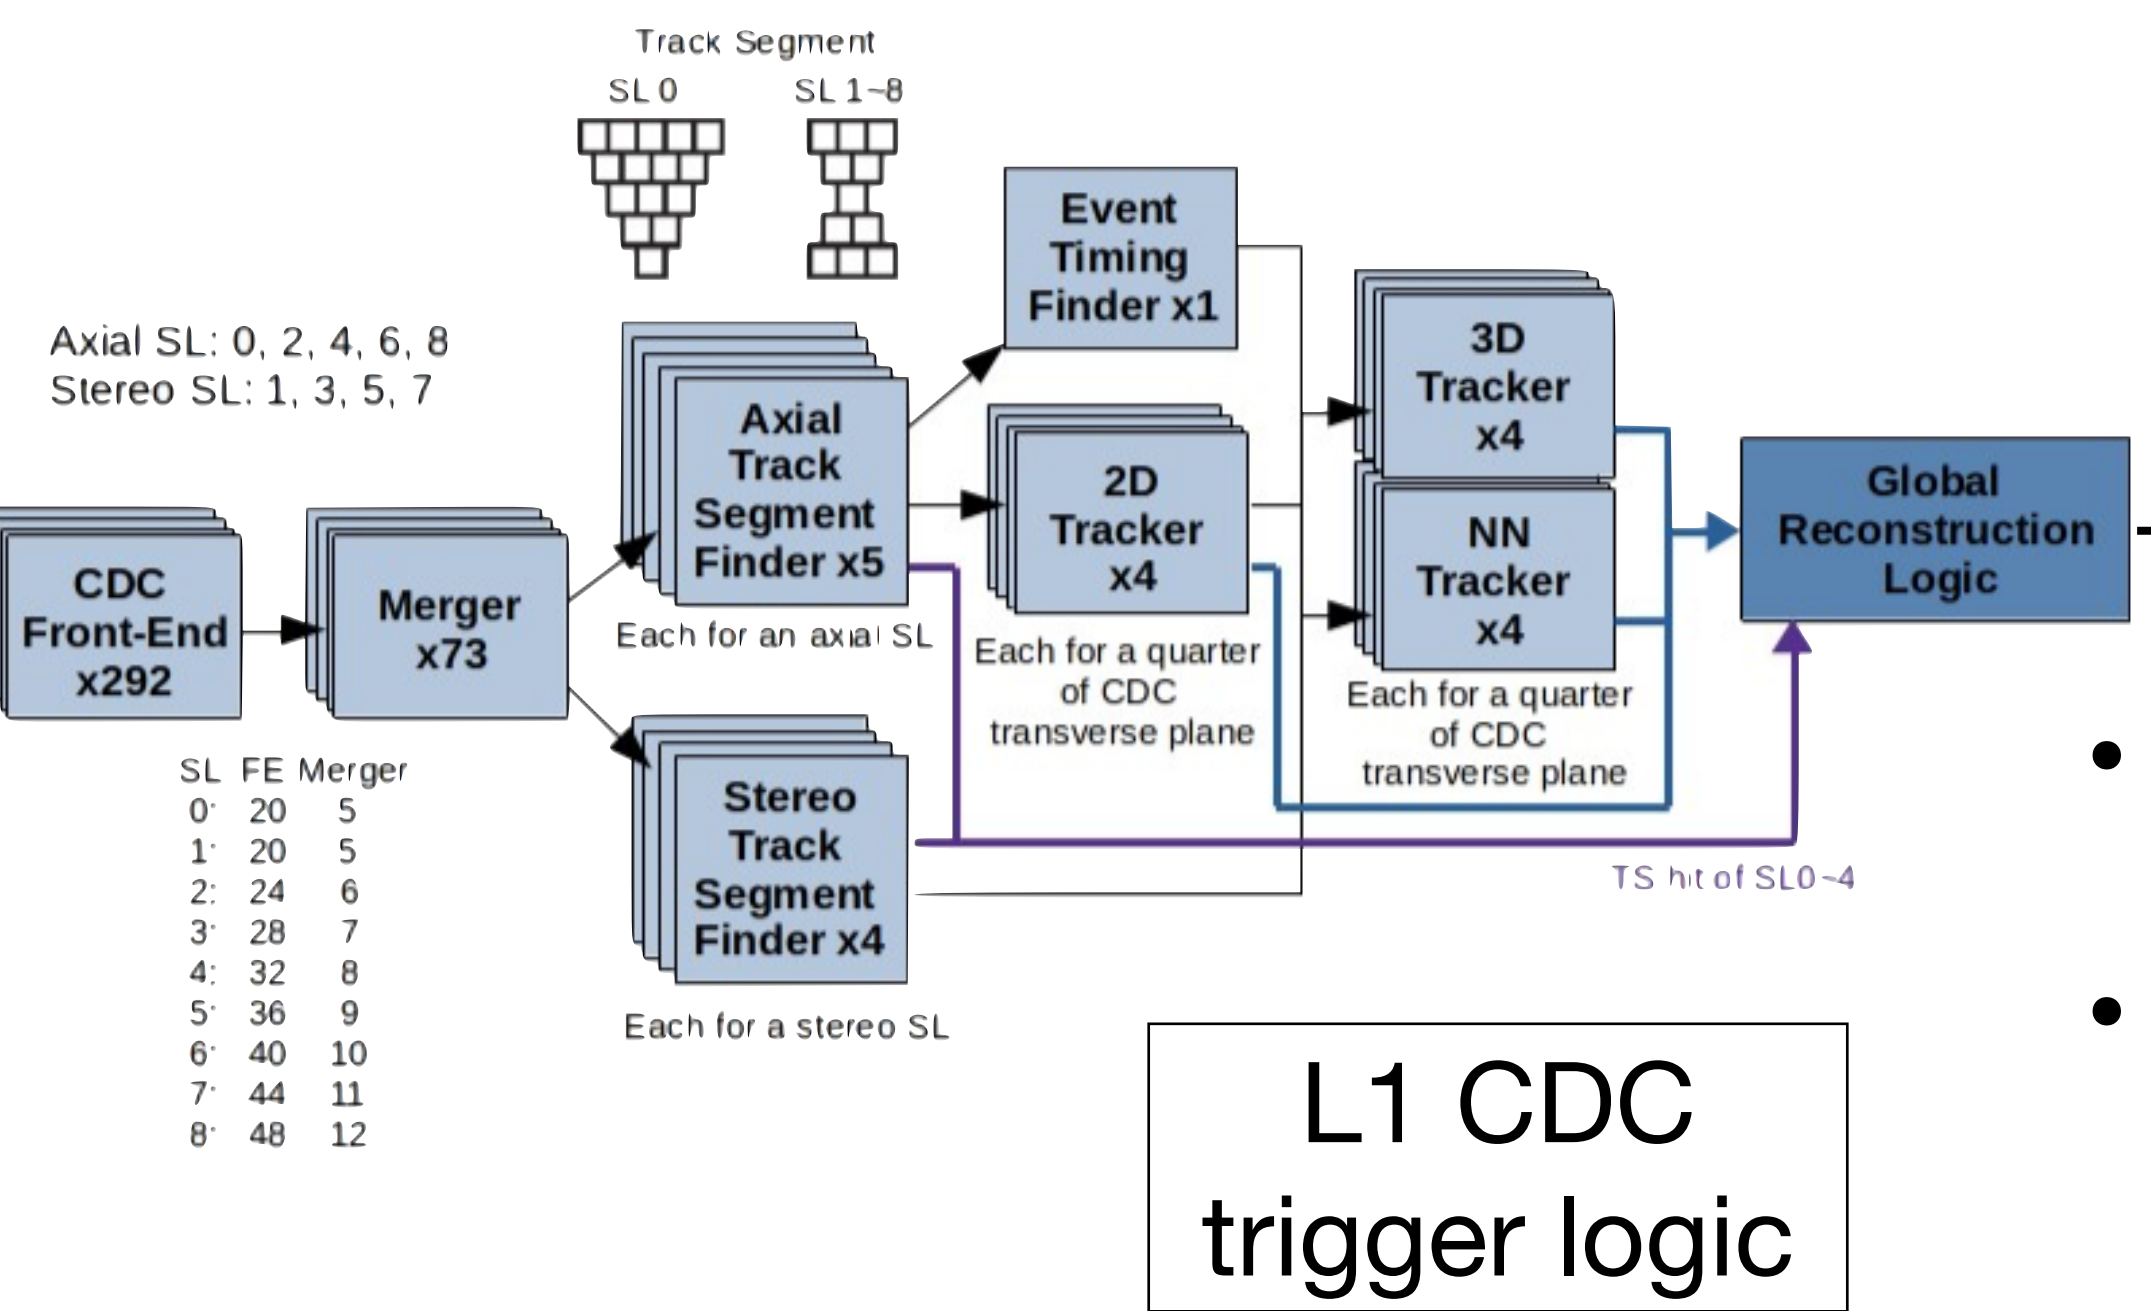 Track Segment
SL 0 SL 1~8
Axial SL: 0, 2, 4, 6, 8
Stereo SL: 1, 3, 5, 7
CDC
Front-End
x292
Merger
x73
Axial
Track
Segment
Finder x5
Each for an axial SL
Stereo
Track
Segment
Finder x4
Each for a stereo SL
Event
Timing
Finder x1
2D
Tracker
x4
Each for a quarter
of CDC
transverse plane
3D
Tracker
x4
NN
Tracker
x4
Each for a quarter
of CDC
transverse plane
Global
Reconstruction
Logic
TS hit of SL0~4
SL FE Merger
0: 20 5
1: 20 5
2: 24 6
3: 28 7
4: 32 8
5: 36 9
6: 40 10
7: 44 11
8: 48 12
L1 CDC
trigger logic